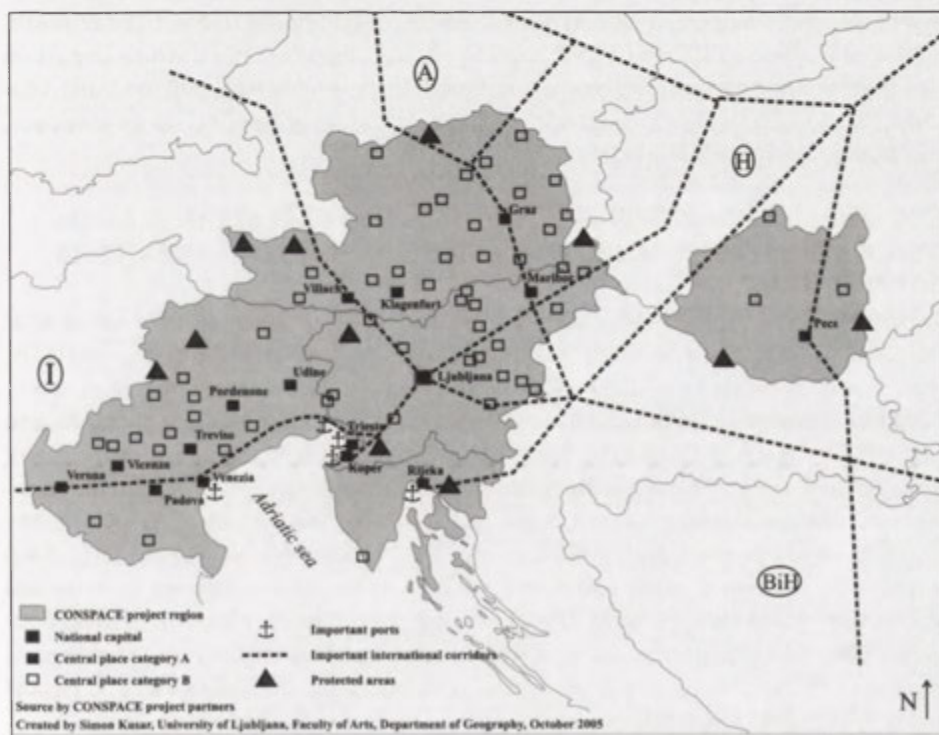 A
H
Graz
Villach
Klagenfurt
Maribor
Pecs
I
Udine
Ljubljana
Pordenone
Treviso
Trieste
Vicenza
Koper
Rijeka
Verona
Venezia
Padova
Adriatic sea
BiH
CONSPACE project region
National capital
Important ports
Central place category A
Important international corridors
Central place category B
Protected areas
Source by CONSPACE project partners
N
Created by Simon Kusar, University of Ljubljana, Faculty of Arts, Department of Geography, October 2005